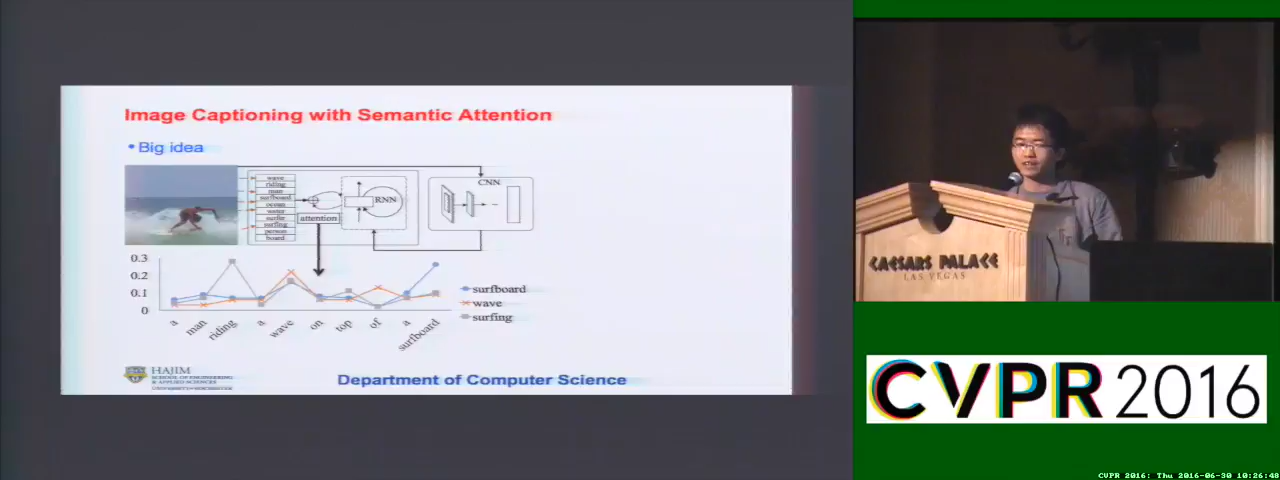 Image Captioning with Semantic Attention
• Big idea
wave
riding
man
surfboard
ocean
water
surfer
surfing
person
board
attention
RNN
CNN
0.3
0.2
0.1
0
a
man
riding
a
wave
on
top
of
a
surfboard
surfboard
wave
surfing
HAJIM
SCHOOL OF ENGINEERING
& APPLIED SCIENCES
UNIVERSITY OF ROCHESTER
Department of Computer Science
CAESARS PALACE
LAS VEGAS
CVPR 2016
CVPR 2016: Thu 2016-06-30 10:26:48